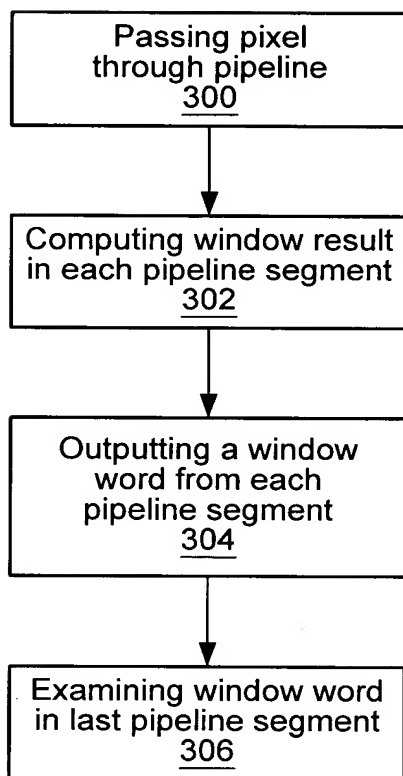 Passing pixel
through pipeline
300
Computing window result
in each pipeline segment
302
Outputting a window
word from each
pipeline segment
304
Examining window word
in last pipeline segment
306